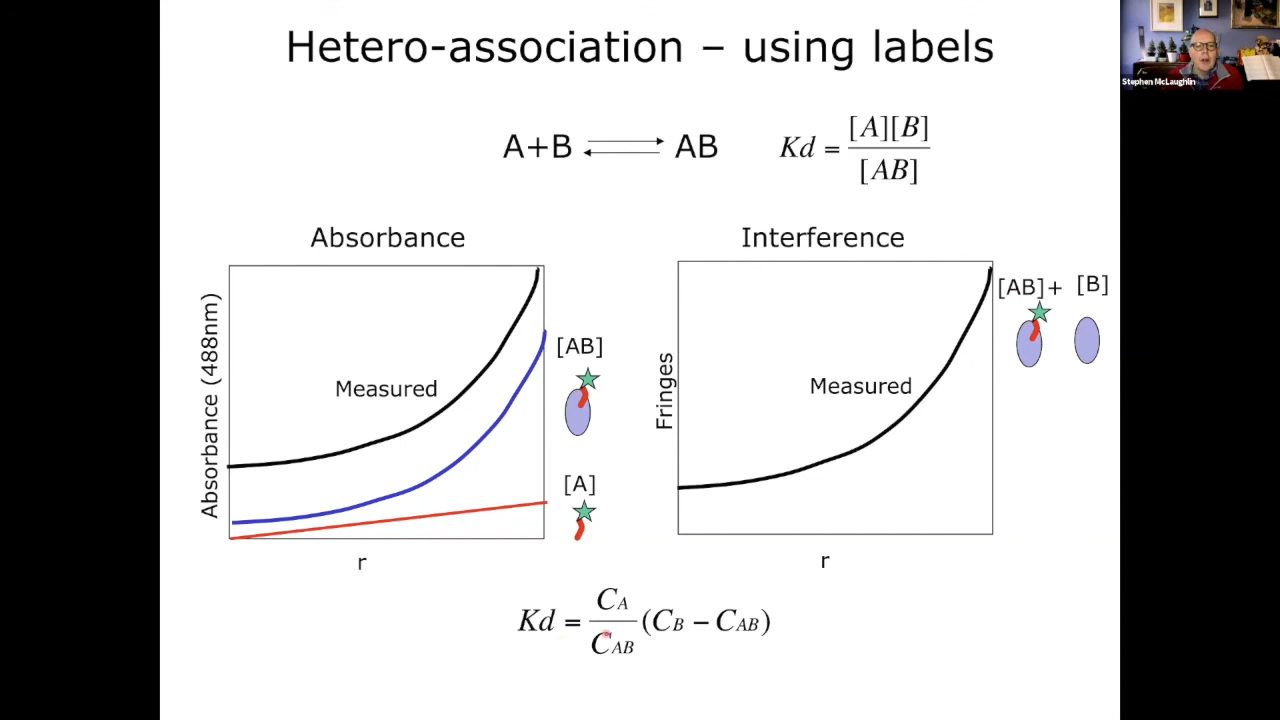 Hetero-association – using labels
Stephen McLaughlin
A+B ⇌ AB
Kd = [A][B] / [AB]
Absorbance
Interference
Absorbance (488nm)
Measured
[AB]
[A]
r
Fringes
Measured
[AB]+ [B]
r
Kd = C_A / C_AB (C_B – C_AB)